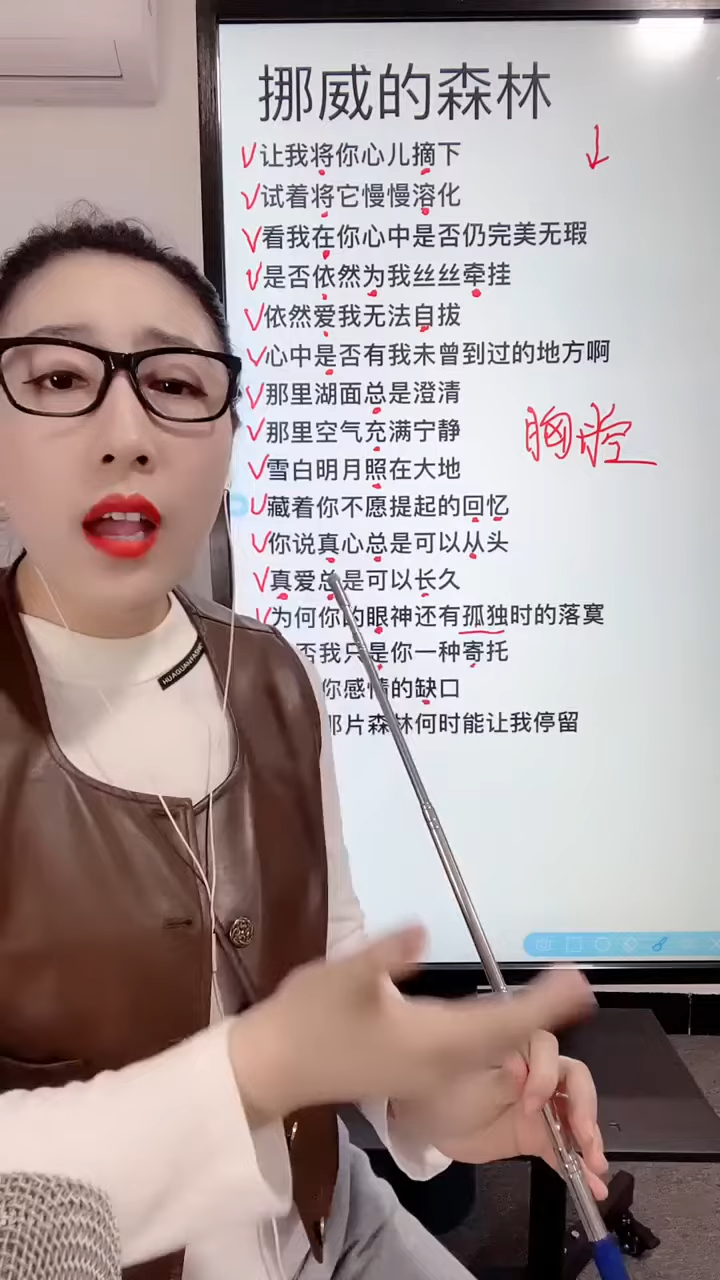 挪威的森林
让我将你心儿摘下
试着将它慢慢溶化
看我在你心中是否仍完美无瑕
是否依然为我丝丝牵挂
依然爱我无法自拔
心中是否有我未曾到过的地方啊
那里湖面总是澄清
那里空气充满宁静
胸腔
雪白明月照在大地
藏着你不愿提起的回忆
你说真心总是可以从头
真爱总是可以长久
为何你的眼神还有孤独时的落寞
否我只是你一种寄托
你感情的缺口
那片森林何时能让我停留